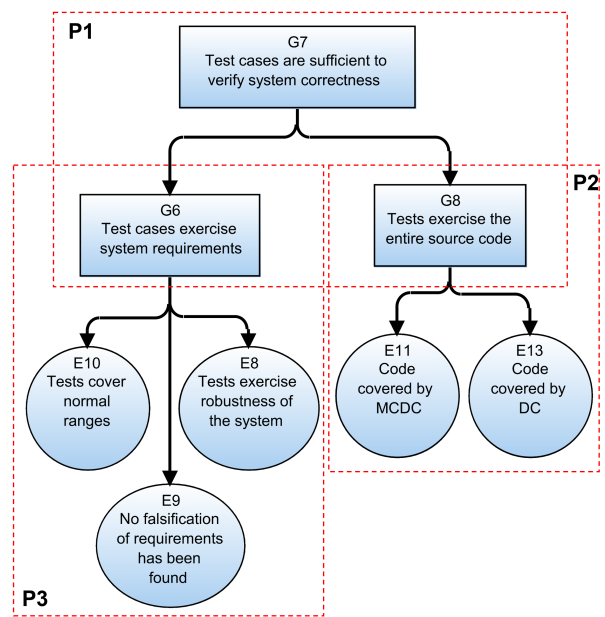 P1
G7
Test cases are sufficient to
verify system correctness
P2
G6
Test cases exercise
system requirements
G8
Tests exercise the
entire source code
E10
Tests cover
normal
ranges
E8
Tests exercise
robustness of
the system
E11
Code
covered by
MCDC
E13
Code
covered by
DC
E9
No falsification
of requirements
has been
found
P3